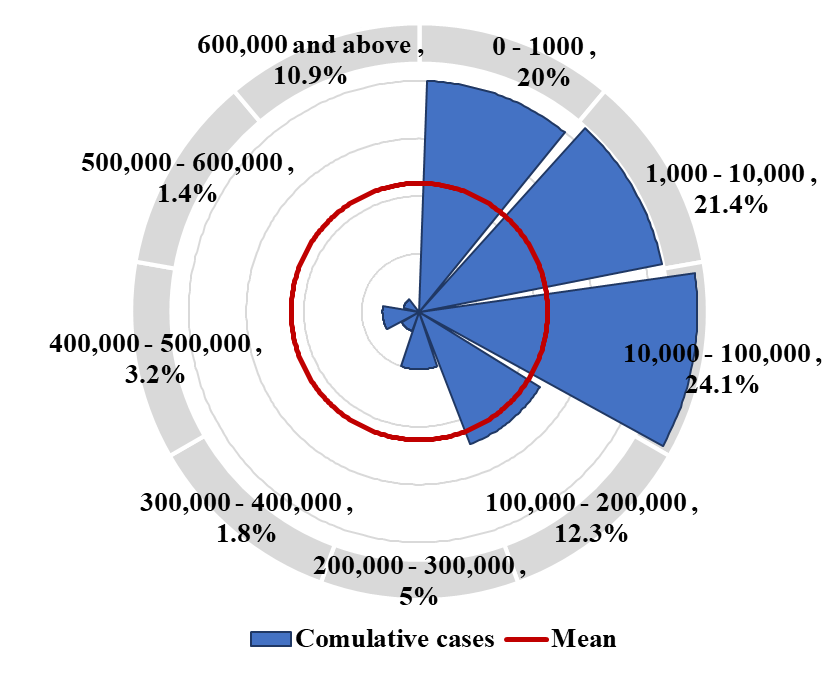 600,000 and above ,
10.9%
0 - 1000 ,
20%
1,000 - 10,000 ,
21.4%
10,000 - 100,000 ,
24.1%
100,000 - 200,000 ,
12.3%
200,000 - 300,000 ,
5%
300,000 - 400,000 ,
1.8%
400,000 - 500,000 ,
3.2%
500,000 - 600,000 ,
1.4%
Comulative cases
Mean